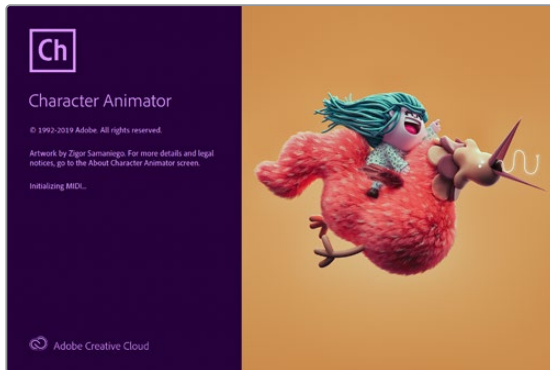 Ch
Character Animator
© 1992-2019 Adobe. All rights reserved.
Artwork by Zigor Samaniego. For more details and legal
notices, go to the About Character Animator screen.
Initializing MIDI...
Adobe Creative Cloud